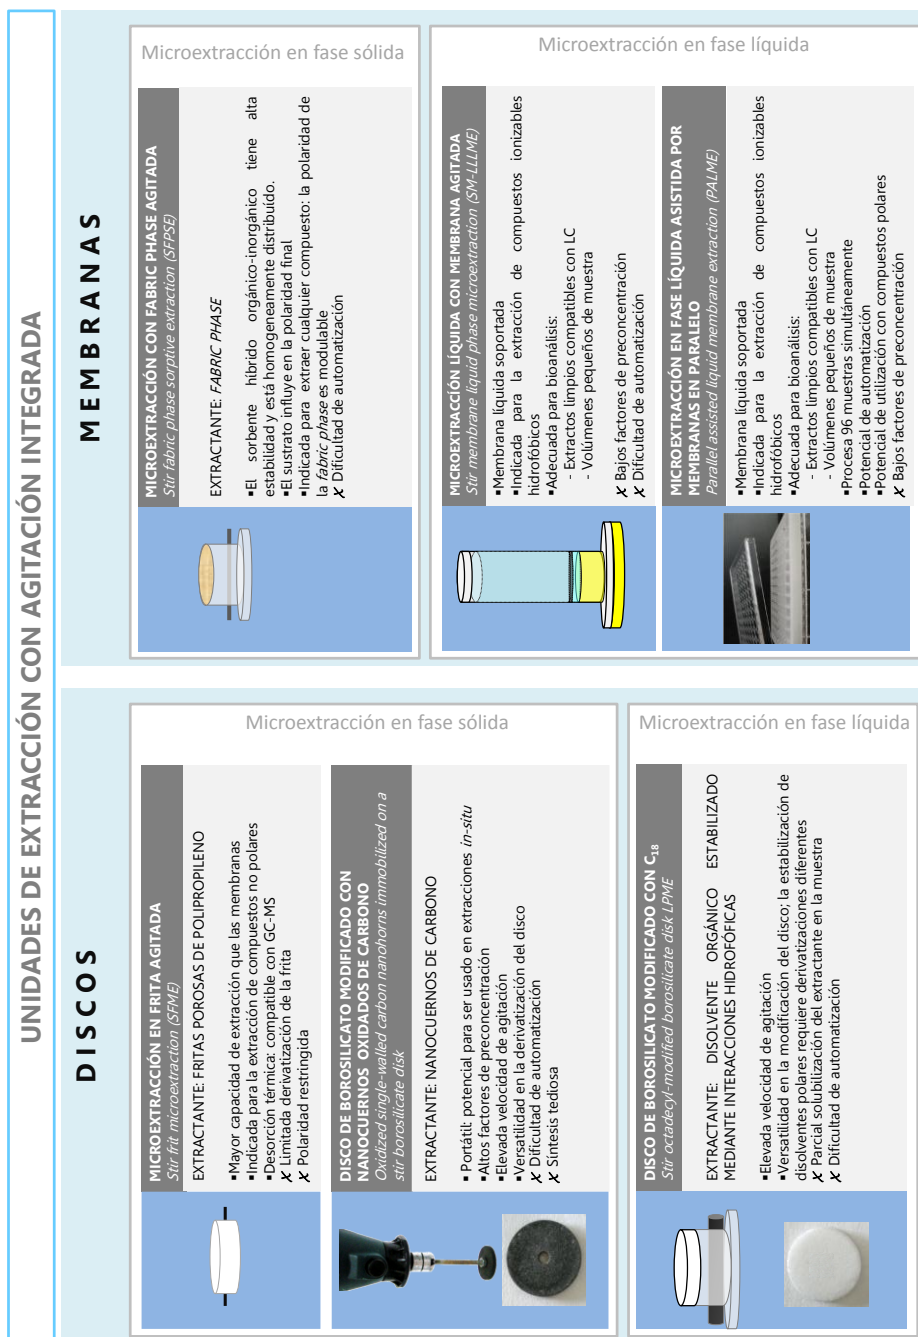 UNIDADES DE EXTRACCIÓN CON AGITACIÓN INTEGRADA
DISCOS
Microextracción en fase sólida
MICROEXTRACCIÓN EN FRITA AGITADA
Stir frit microextraction (SFME)
EXTRACTANTE: FRITAS POROSAS DE POLIPROPILENO
▪Mayor capacidad de extracción que las membranas
▪Indicada para la extracción de compuestos no polares
▪Desorción térmica: compatible con GC-MS
✗ Limitada derivatización de la frita
✗ Polaridad restringida
DISCO DE BOROSILICATO MODIFICADO CON
NANOCUERNOS OXIDADOS DE CARBONO
Oxidized single-walled carbon nanohorns immobilized on a
stir borosilicate disk
EXTRACTANTE: NANOCUERNOS DE CARBONO
▪ Portátil: potencial para ser usado en extracciones in-situ
▪Altos factores de preconcentración
▪Elevada velocidad de agitación
▪Versatilidad en la derivatización del disco
✗ Dificultad de automatización
✗ Síntesis tediosa
Microextracción en fase líquida
DISCO DE BOROSILICATO MODIFICADO CON C18
Stir octadecyl-modified borosilicate disk LPME
EXTRACTANTE: DISOLVENTE ORGÁNICO ESTABILIZADO
MEDIANTE INTERACCIONES HIDROFÓFICAS
▪Elevada velocidad de agitación
▪Versatilidad en la modificación del disco; la estabilización de
disolventes polares requiere derivatizaciones diferentes
✗ Parcial solubilización del extractante en la muestra
✗ Dificultad de automatización
MEMBRANAS
Microextracción en fase sólida
MICROEXTRACCIÓN CON FABRIC PHASE AGITADA
Stir fabric phase sorptive extraction (SFPSE)
EXTRACTANTE: FABRIC PHASE
▪El sorbente híbrido orgánico-inorgánico tiene alta
estabilidad y está homogeneamente distribuido.
▪El sustrato influye en la polaridad final
▪Indicada para extraer cualquier compuesto: la polaridad de
la fabric phase es modulable
✗ Dificultad de automatización
Microextracción en fase líquida
MICROEXTRACCIÓN LÍQUIDA CON MEMBRANA AGITADA
Stir membrane liquid phase microextraction (SM-LLLME)
▪Membrana líquida soportada
▪Indicada para la extracción de compuestos ionizables
hidrofóbicos
▪Adecuada para bioanálisis:
- Extractos limpios compatibles con LC
- Volúmenes pequeños de muestra
✗ Bajos factores de preconcentración
✗ Dificultad de automatización
MICROEXTRACCIÓN EN FASE LÍQUIDA ASISTIDA POR
MEMBRANAS EN PARALELO
Parallel assisted liquid membrane extraction (PALME)
▪Membrana líquida soportada
▪Indicada para la extracción de compuestos ionizables
hidrofóbicos
▪Adecuada para bioanálisis:
- Extractos limpios compatibles con LC
- Volúmenes pequeños de muestra
▪Procesa 96 muestras simultáneamente
▪Potencial de automatización
▪Potencial de utilización con compuestos polares
✗ Bajos factores de preconcentración